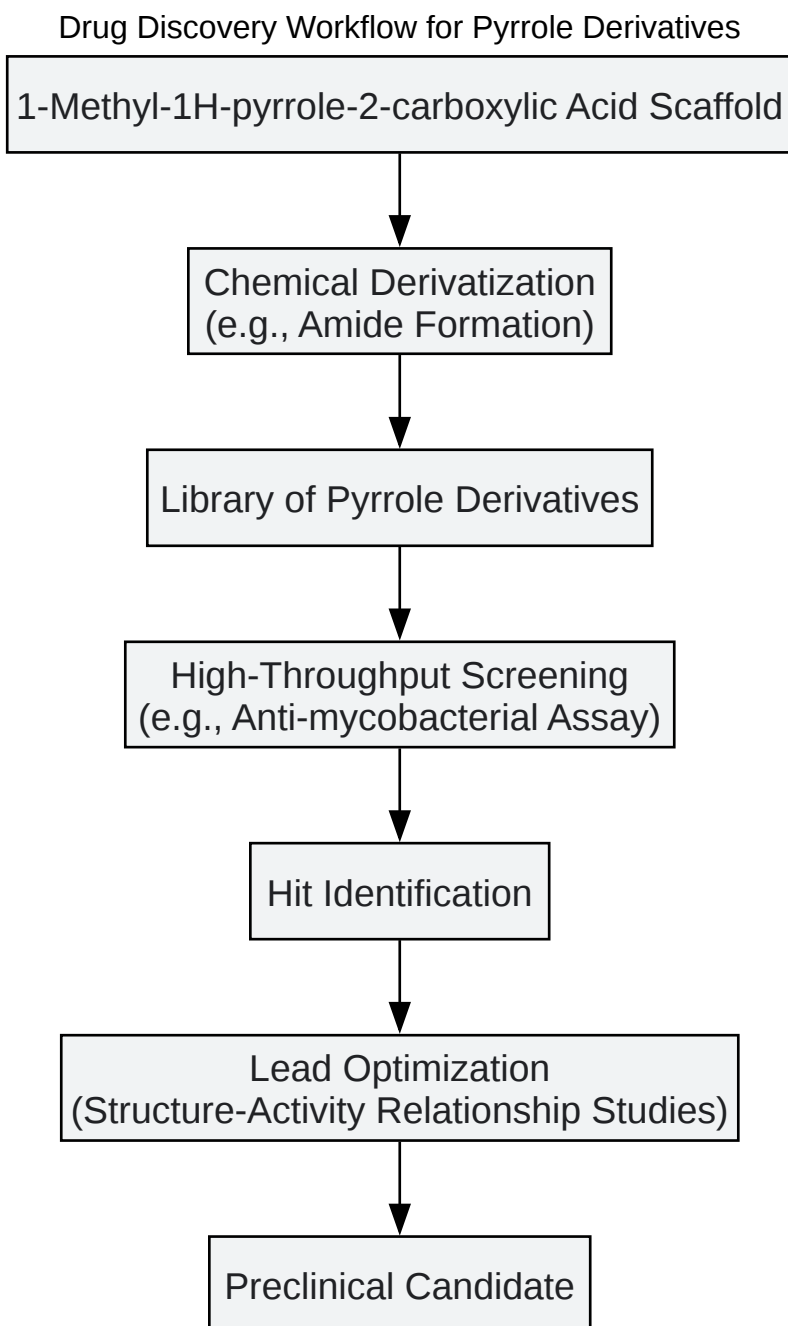 Drug Discovery Workflow for Pyrrole Derivatives
1-Methyl-1H-pyrrole-2-carboxylic Acid Scaffold
Chemical Derivatization
(e.g., Amide Formation)
Library of Pyrrole Derivatives
High-Throughput Screening
(e.g., Anti-mycobacterial Assay)
Hit Identification
Lead Optimization
(Structure-Activity Relationship Studies)
Preclinical Candidate